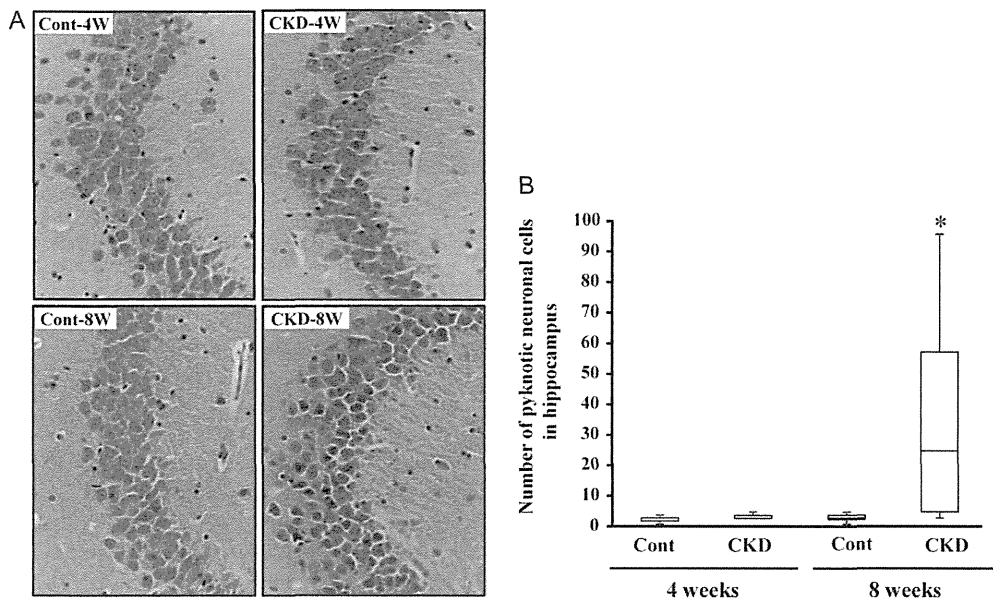 A
Cont-4W
CKD-4W
Cont-8W
CKD-8W
B
Number of pyknotic neuronal cells
in hippocampus
100
90
80
70
60
50
40
30
20
10
0
*
Cont
CKD
Cont
CKD
4 weeks
8 weeks